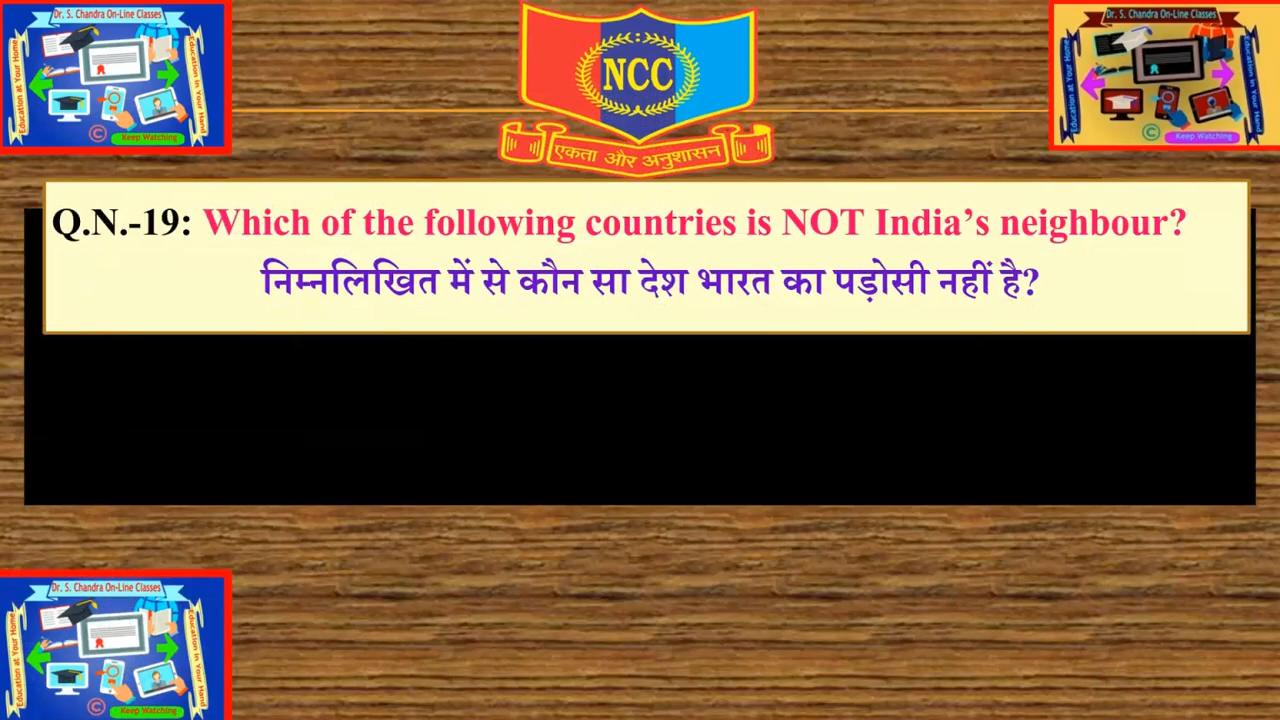 Dr. S. Chandra On-Line Classes
Education at Your Home
Education in Your Hand
© Keep Watching
NCC
एकता और अनुशासन
Dr. S. Chandra On-Line Classes
Education at Your Home
Education in Your Hand
© Keep Watching
Q.N.-19: Which of the following countries is NOT India’s neighbour?
निम्नलिखित में से कौन सा देश भारत का पड़ोसी नहीं है?
Dr. S. Chandra On-Line Classes
Education at Your Home
Education in Your Hand
© Keep Watching